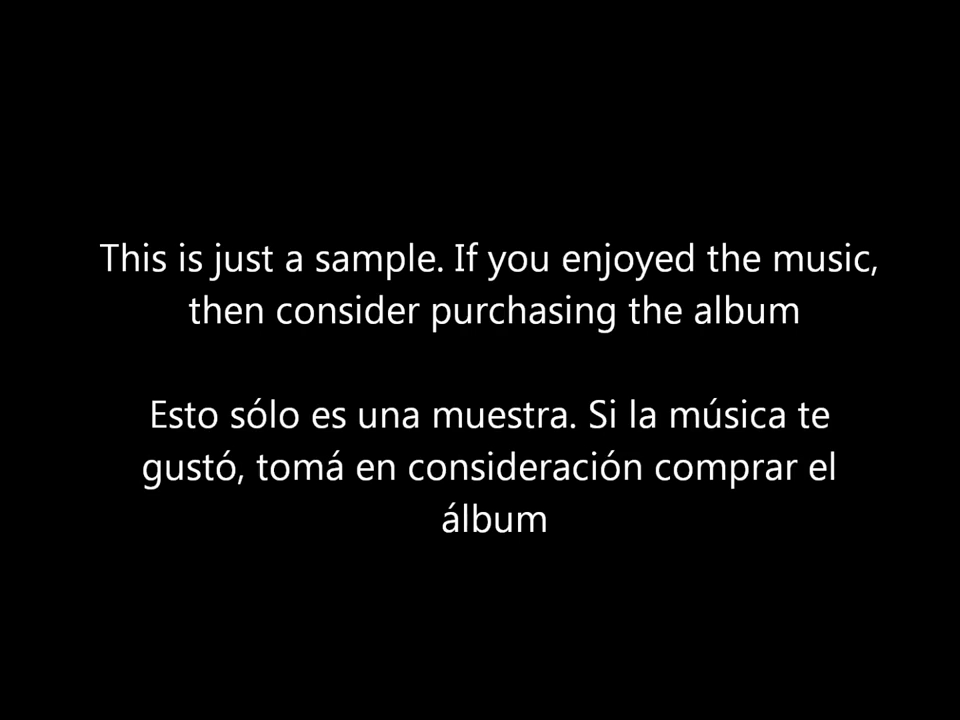 This is just a sample. If you enjoyed the music,
then consider purchasing the album
Esto sólo es una muestra. Si la música te
gustó, tomá en consideración comprar el
álbum